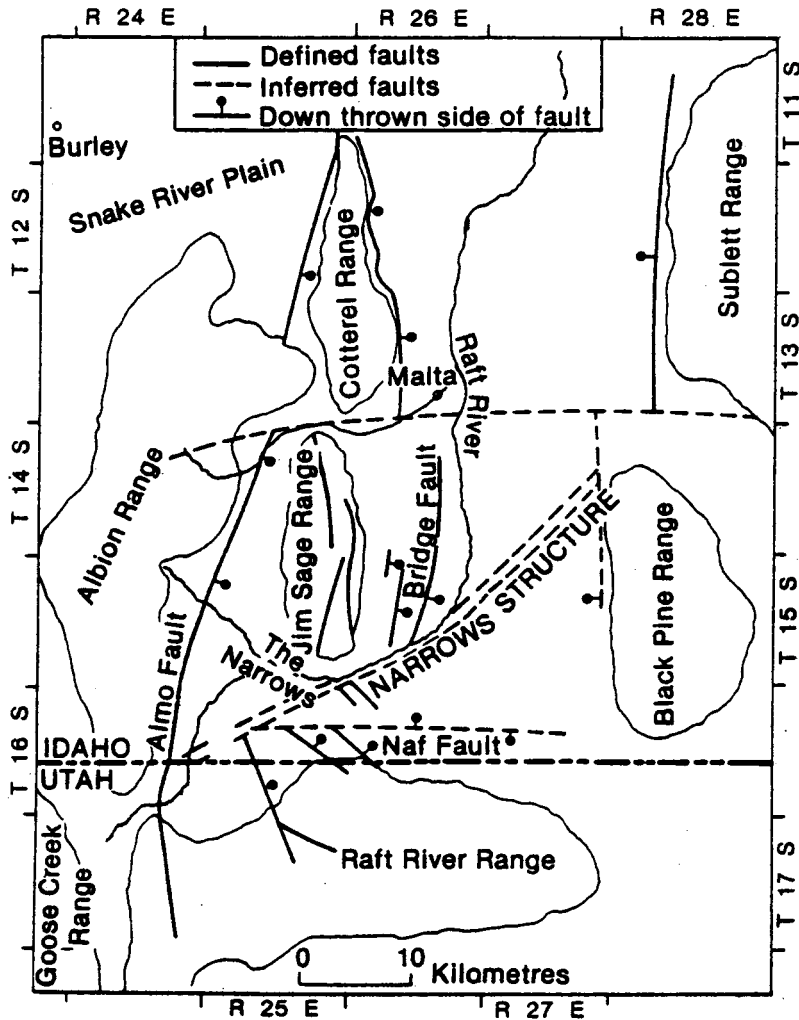 R 24 E
R 26 E
R 28 E
Defined faults
Inferred faults
Down thrown side of fault
T 11 S
Burley
Snake River Plain
T 12 S
Cotterel Range
Sublett Range
T 13 S
Malta
Raft River
T 14 S
Albion Range
Jim Sage Range
Bridge Fault
NARROWS STRUCTURE
Black Pine Range
T 15 S
The
Narrows
Almo Fault
T 16 S
IDAHO
UTAH
Naf Fault
Raft River Range
T 17 S
Goose Creek
Range
0 10
Kilometres
R 25 E
R 27 E